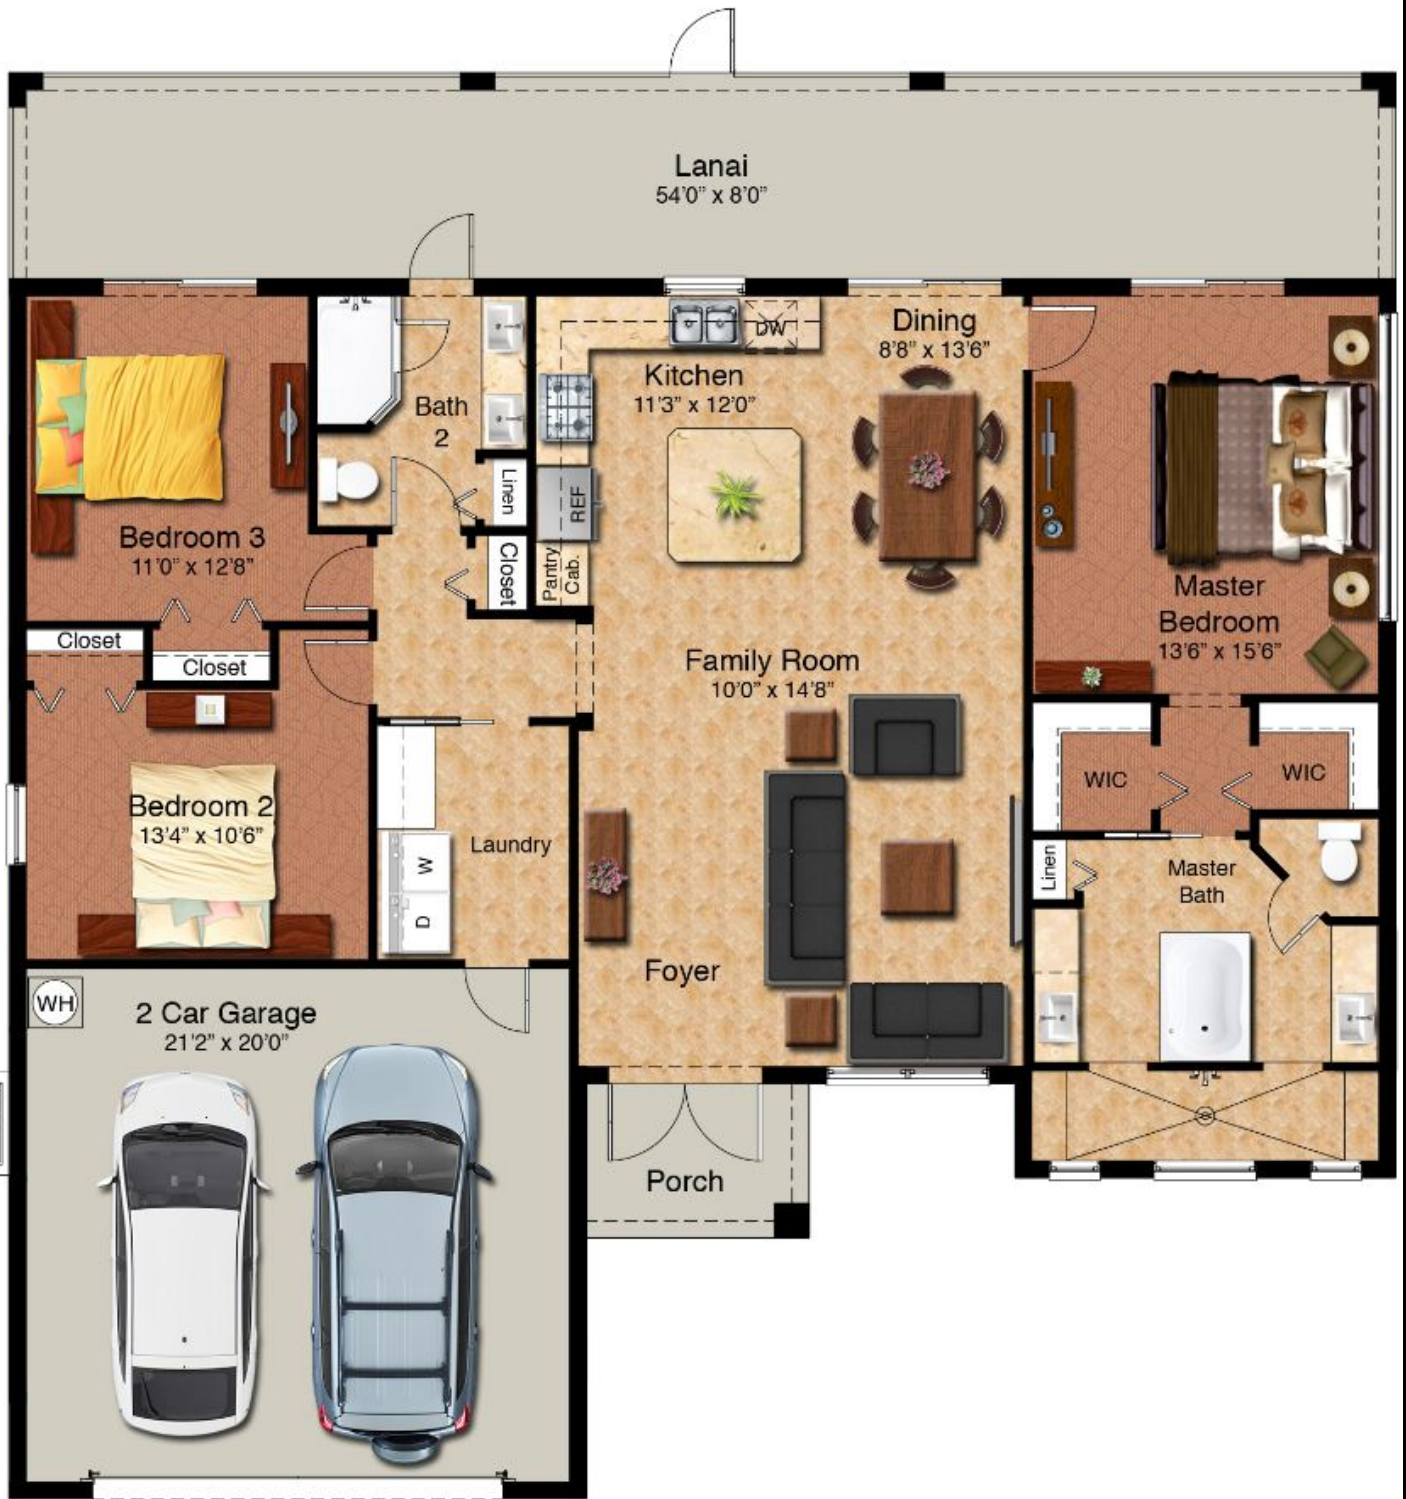 Lanai
54'0” x 8'0”
Dining
8'8” x 13'6”
DW
Kitchen
11'3” x 12'0”
Bath
2
Linen
REF
Bedroom 3
11'0” x 12'8”
Closet
Pantry
Cab.
Master
Bedroom
13'6” x 15'6”
Closet
Closet
Family Room
10'0” x 14'8”
WIC
WIC
Bedroom 2
13'4” x 10'6”
Laundry
W
D
Linen
Master
Bath
Foyer
WH
2 Car Garage
21'2” x 20'0”
Porch